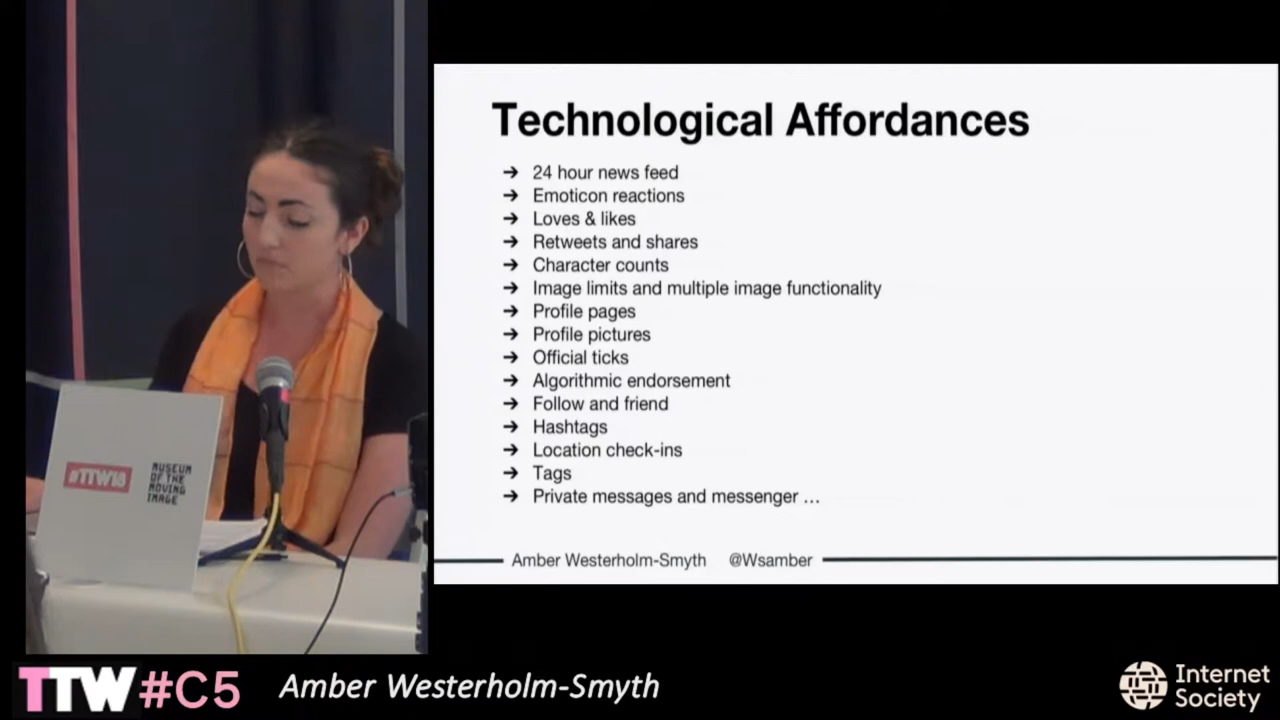 Technological Affordances
➔ 24 hour news feed
➔ Emoticon reactions
➔ Loves & likes
➔ Retweets and shares
➔ Character counts
➔ Image limits and multiple image functionality
➔ Profile pages
➔ Profile pictures
➔ Official ticks
➔ Algorithmic endorsement
➔ Follow and friend
➔ Hashtags
➔ Location check-ins
➔ Tags
➔ Private messages and messenger ...
Amber Westerholm-Smyth @Wsamber
#TTW18
MUSEUM
OF THE
MOVING
IMAGE
TTW #C5
Amber Westerholm-Smyth
Internet
Society